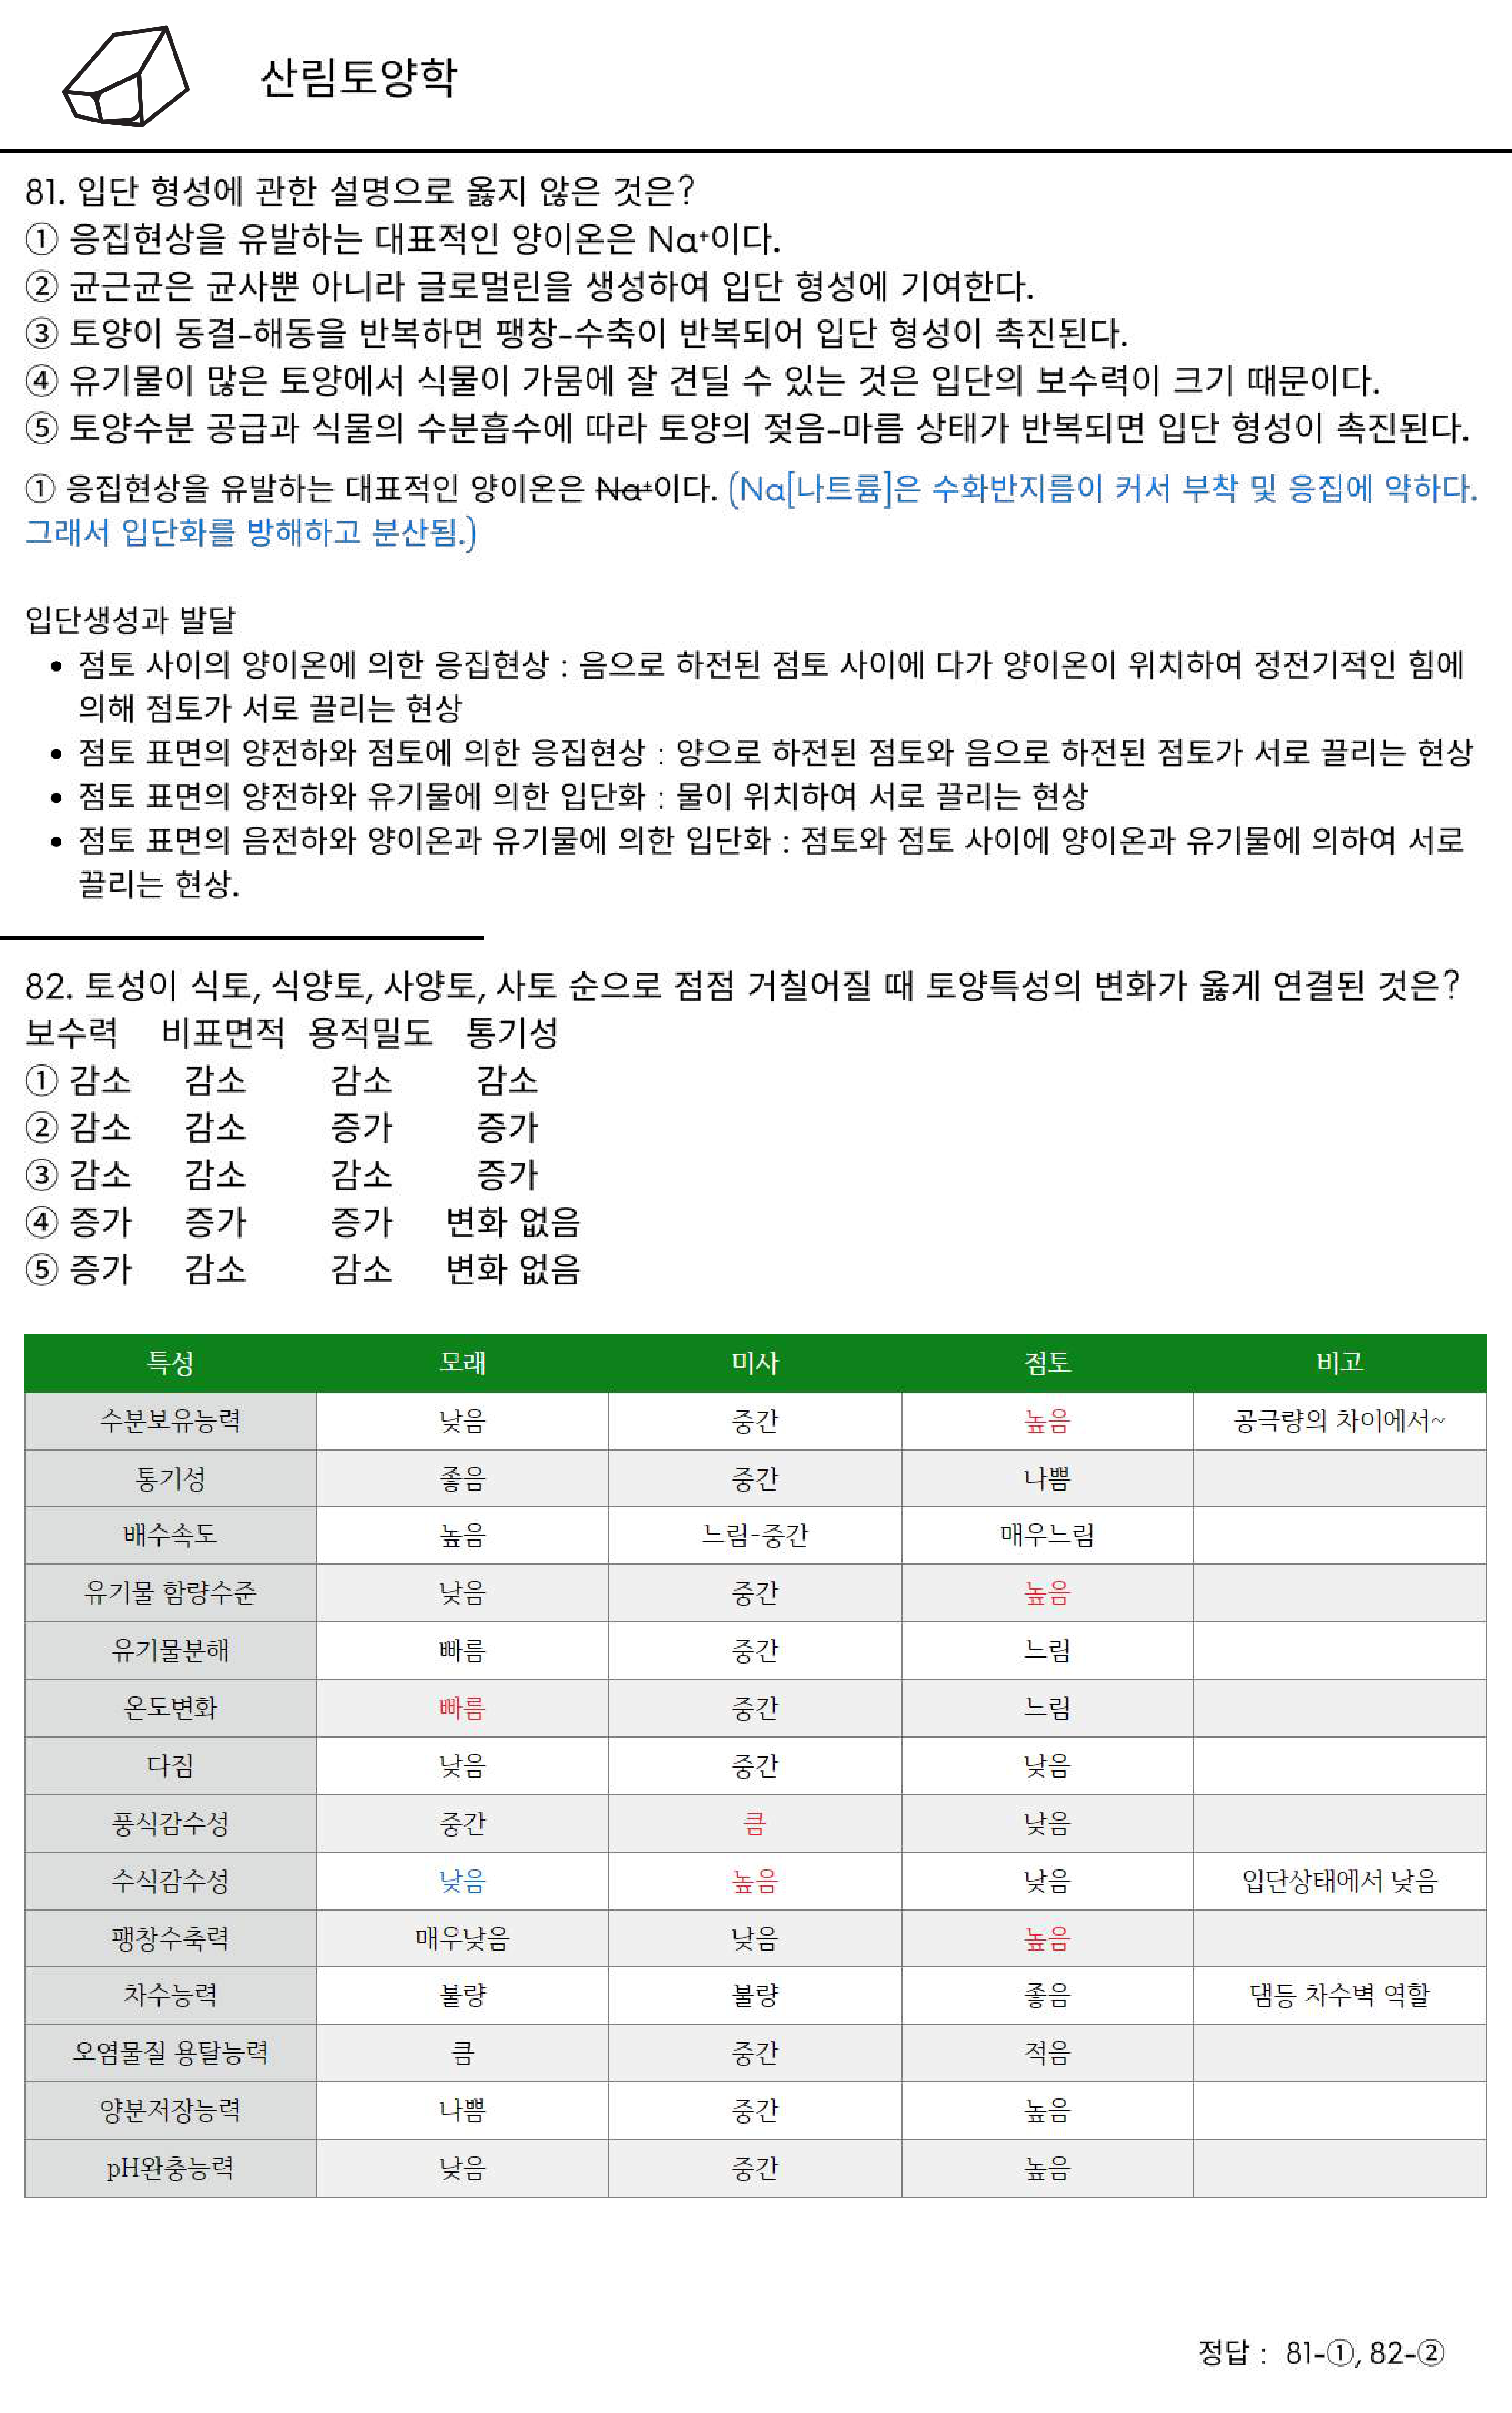 산림토양학
81. 입단 형성에 관한 설명으로 옳지 않은 것은?
① 응집현상을 유발하는 대표적인 양이온은 Na⁺이다.
② 균근균은 균사뿐 아니라 글로멀린을 생성하여 입단 형성에 기여한다.
③ 토양이 동결-해동을 반복하면 팽창-수축이 반복되어 입단 형성이 촉진된다.
④ 유기물이 많은 토양에서 식물이 가뭄에 잘 견딜 수 있는 것은 입단의 보수력이 크기 때문이다.
⑤ 토양수분 공급과 식물의 수분흡수에 따라 토양의 젖음-마름 상태가 반복되면 입단 형성이 촉진된다.
① 응집현상을 유발하는 대표적인 양이온은 Na⁺이다. (Na[나트륨]은 수화반지름이 커서 부착 및 응집에 약하다.
그래서 입단화를 방해하고 분산됨.)
입단생성과 발달
• 점토 사이의 양이온에 의한 응집현상 : 음으로 하전된 점토 사이에 다가 양이온이 위치하여 정전기적인 힘에
의해 점토가 서로 끌리는 현상
• 점토 표면의 양전하와 점토에 의한 응집현상 : 양으로 하전된 점토와 음으로 하전된 점토가 서로 끌리는 현상
• 점토 표면의 양전하와 유기물에 의한 입단화 : 물이 위치하여 서로 끌리는 현상
• 점토 표면의 음전하와 양이온과 유기물에 의한 입단화 : 점토와 점토 사이에 양이온과 유기물에 의하여 서로
끌리는 현상.
82. 토성이 식토, 식양토, 사양토, 사토 순으로 점점 거칠어질 때 토양특성의 변화가 옳게 연결된 것은?
보수력 비표면적 용적밀도 통기성
① 감소 감소 감소 감소
② 감소 감소 증가 증가
③ 감소 감소 감소 증가
④ 증가 증가 증가 변화 없음
⑤ 증가 감소 감소 변화 없음
특성 모래 미사 점토 비고
수분보유능력 낮음 중간 높음 공극량의 차이에서~
통기성 좋음 중간 나쁨
배수속도 높음 느림-중간 매우느림
유기물 함량수준 낮음 중간 높음
유기물분해 빠름 중간 느림
온도변화 빠름 중간 느림
다짐 낮음 중간 낮음
풍식감수성 중간 큼 낮음
수식감수성 낮음 높음 낮음 입단상태에서 낮음
팽창수축력 매우낮음 낮음 높음
차수능력 불량 불량 좋음 댐등 차수벽 역할
오염물질 용탈능력 큼 중간 적음
양분저장능력 나쁨 중간 높음
pH완충능력 낮음 중간 높음
정답 : 81-①, 82-②